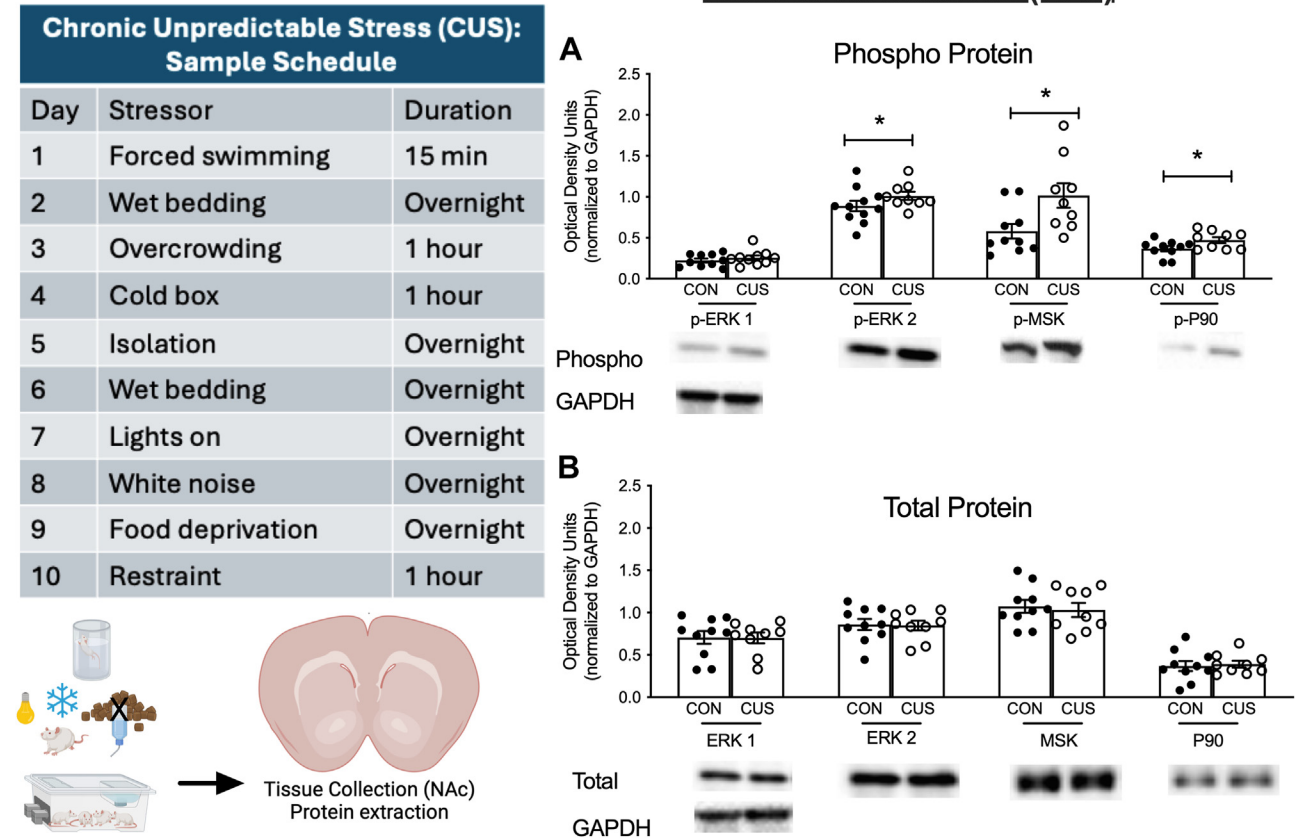 Chronic Unpredictable Stress (CUS):
Sample Schedule
Day Stressor Duration
1 Forced swimming 15 min
2 Wet bedding Overnight
3 Overcrowding 1 hour
4 Cold box 1 hour
5 Isolation Overnight
6 Wet bedding Overnight
7 Lights on Overnight
8 White noise Overnight
9 Food deprivation Overnight
10 Restraint 1 hour
Tissue Collection (NAc)
Protein extraction
A
Phospho Protein
Optical Density Units
(normalized to GAPDH)
2.5
2.0
1.5
1.0
0.5
0.0
* * *
CON CUS CON CUS CON CUS CON CUS
p-ERK 1 p-ERK 2 p-MSK p-P90
Phospho
GAPDH
B
Total Protein
Optical Density Units
(normalized to GAPDH)
2.5
2.0
1.5
1.0
0.5
0.0
CON CUS CON CUS CON CUS CON CUS
ERK 1 ERK 2 MSK P90
Total
GAPDH